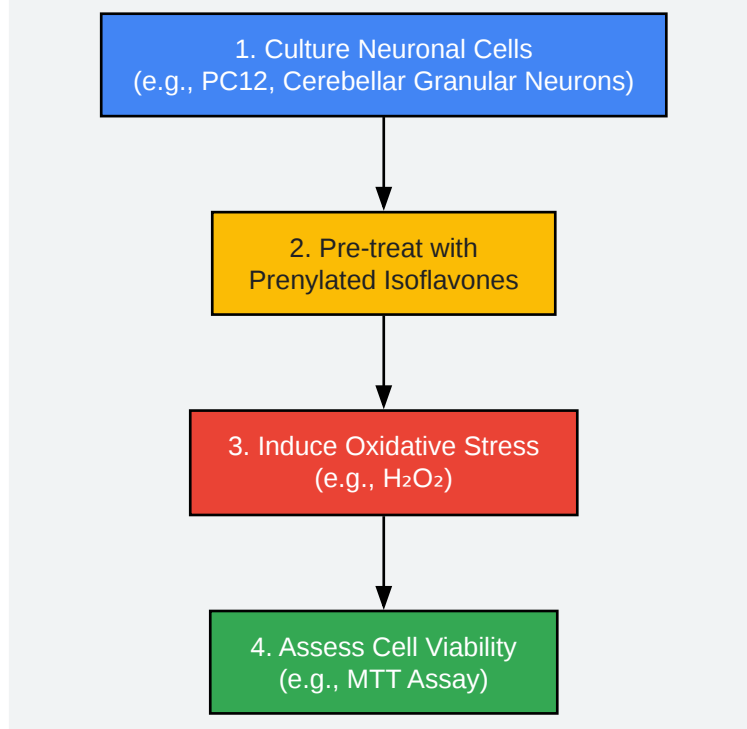 1. Culture Neuronal Cells
(e.g., PC12, Cerebellar Granular Neurons)
2. Pre-treat with
Prenylated Isoflavones
3. Induce Oxidative Stress
(e.g., H₂O₂)
4. Assess Cell Viability
(e.g., MTT Assay)